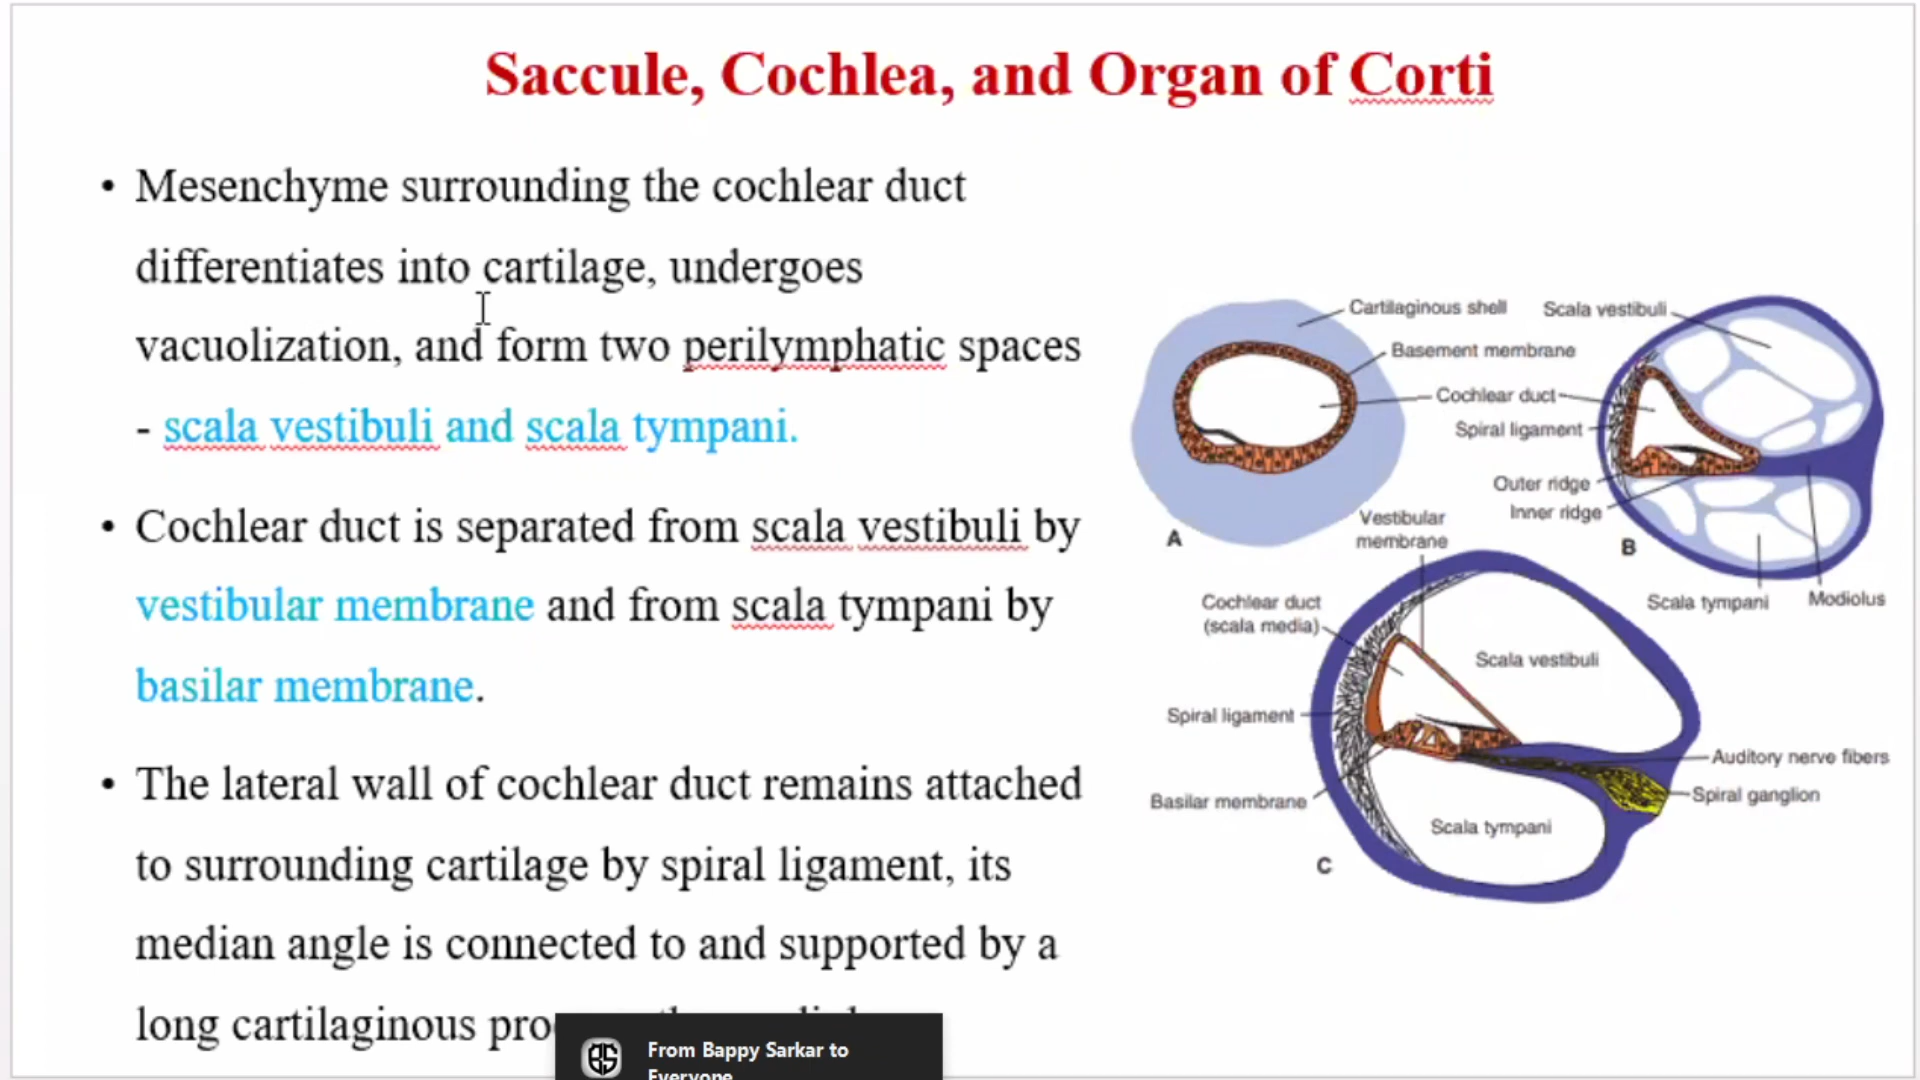 Saccule, Cochlea, and Organ of Corti
• Mesenchyme surrounding the cochlear duct
differentiates into cartilage, undergoes
vacuolization, and form two perilymphatic spaces
- scala vestibuli and scala tympani.
• Cochlear duct is separated from scala vestibuli by
vestibular membrane and from scala tympani by
basilar membrane.
• The lateral wall of cochlear duct remains attached
to surrounding cartilage by spiral ligament, its
median angle is connected to and supported by a
long cartilaginous
Cartilaginous shell
Basement membrane
Cochlear duct
Spiral ligament
Outer ridge
Inner ridge
Scala vestibuli
A
B
Scala tympani
Modiolus
Vestibular
membrane
Cochlear duct
(scala media)
Scala vestibuli
Spiral ligament
Auditory nerve fibers
Spiral ganglion
Basilar membrane
Scala tympani
C
From Bappy Sarkar to
Everyone